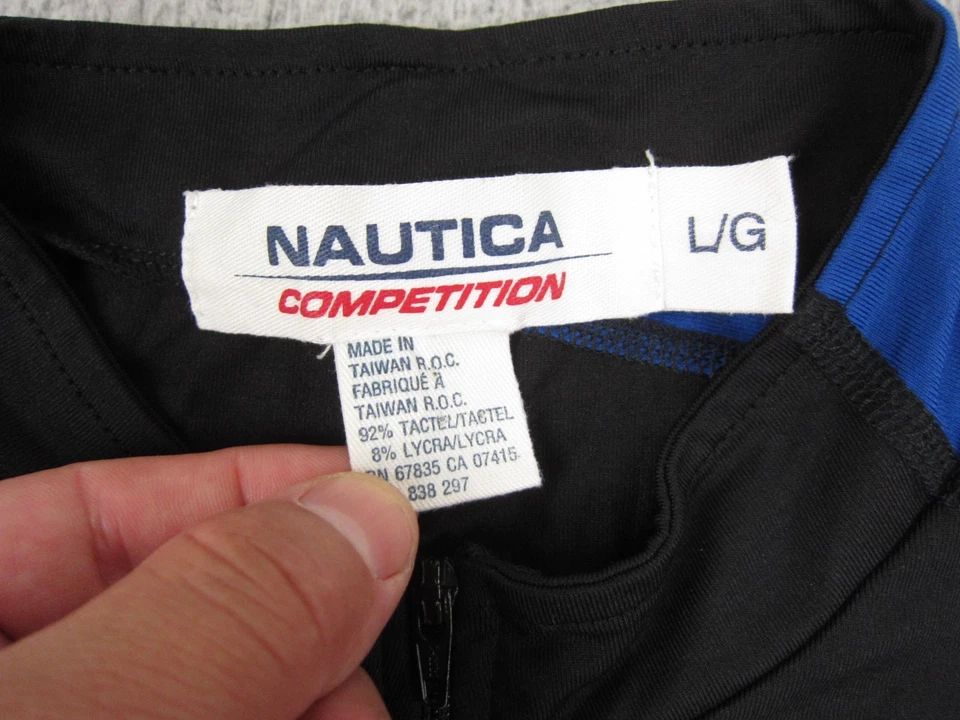 NAUTICA
COMPETITION
L/G
MADE IN
TAIWAN R.O.C.
FABRIQUÉ À
TAIWAN R.O.C.
92% TACTEL/TACTEL
8% LYCRA/LYCRA
67835 CA 07415
838 297